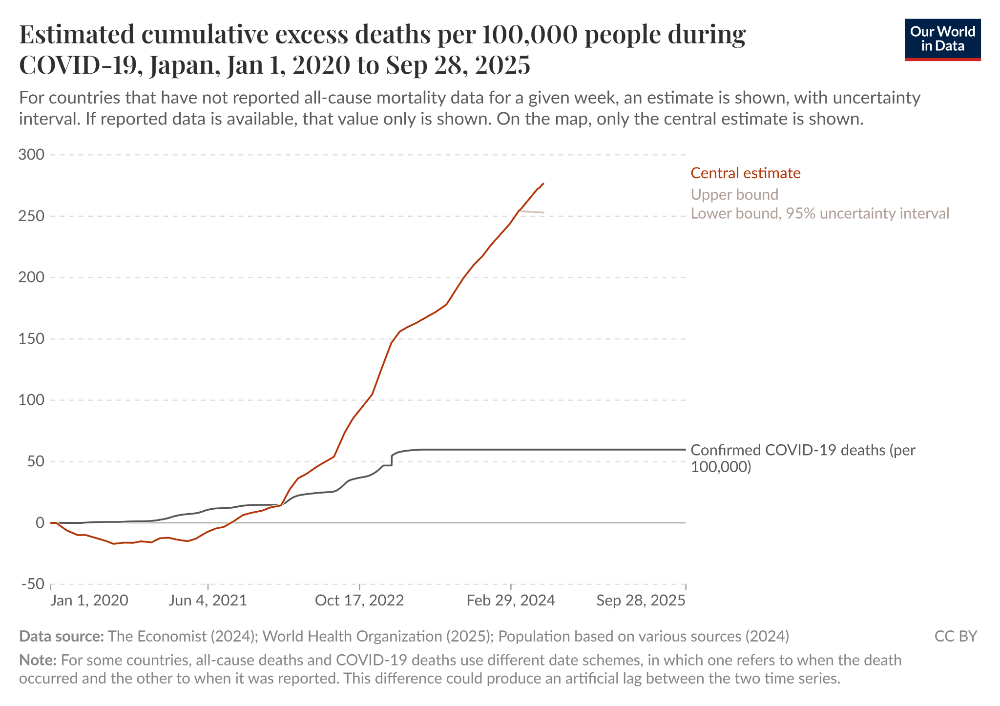 Estimated cumulative excess deaths per 100,000 people during
COVID-19, Japan, Jan 1, 2020 to Sep 28, 2025
Our World
in Data
For countries that have not reported all-cause mortality data for a given week, an estimate is shown, with uncertainty
interval. If reported data is available, that value only is shown. On the map, only the central estimate is shown.
300
Central estimate
Upper bound
250
Lower bound, 95% uncertainty interval
200
150
100
50
Confirmed COVID-19 deaths (per
100,000)
0
-50
Jan 1, 2020
Jun 4, 2021
Oct 17, 2022
Feb 29, 2024
Sep 28, 2025
Data source: The Economist (2024); World Health Organization (2025); Population based on various sources (2024)
CC BY
Note: For some countries, all-cause deaths and COVID-19 deaths use different date schemes, in which one refers to when the death
occurred and the other to when it was reported. This difference could produce an artificial lag between the two time series.